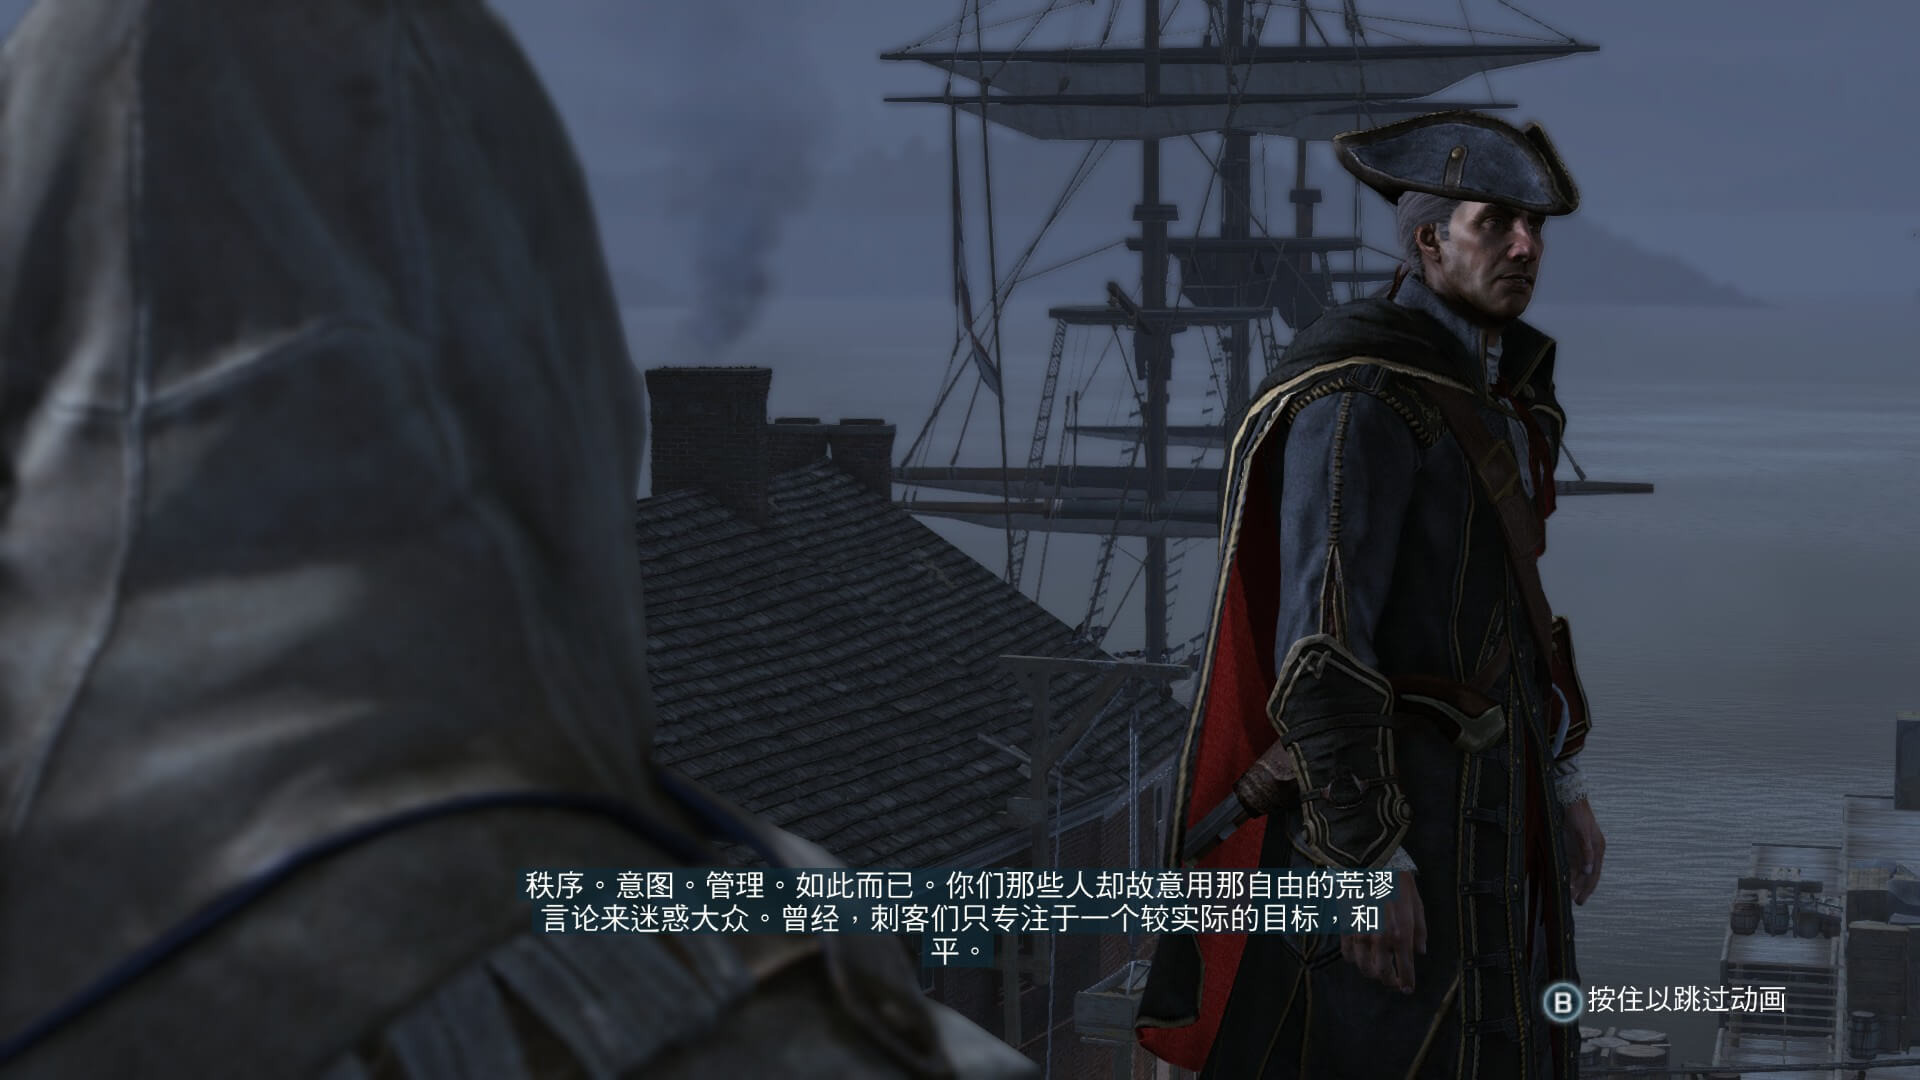 秩序。意图。管理。如此而已。你们那些人却故意用那自由的荒谬
言论来迷惑大众。曾经，刺客们只专注于一个较实际的目标，和
平。
B 按住以跳过动画